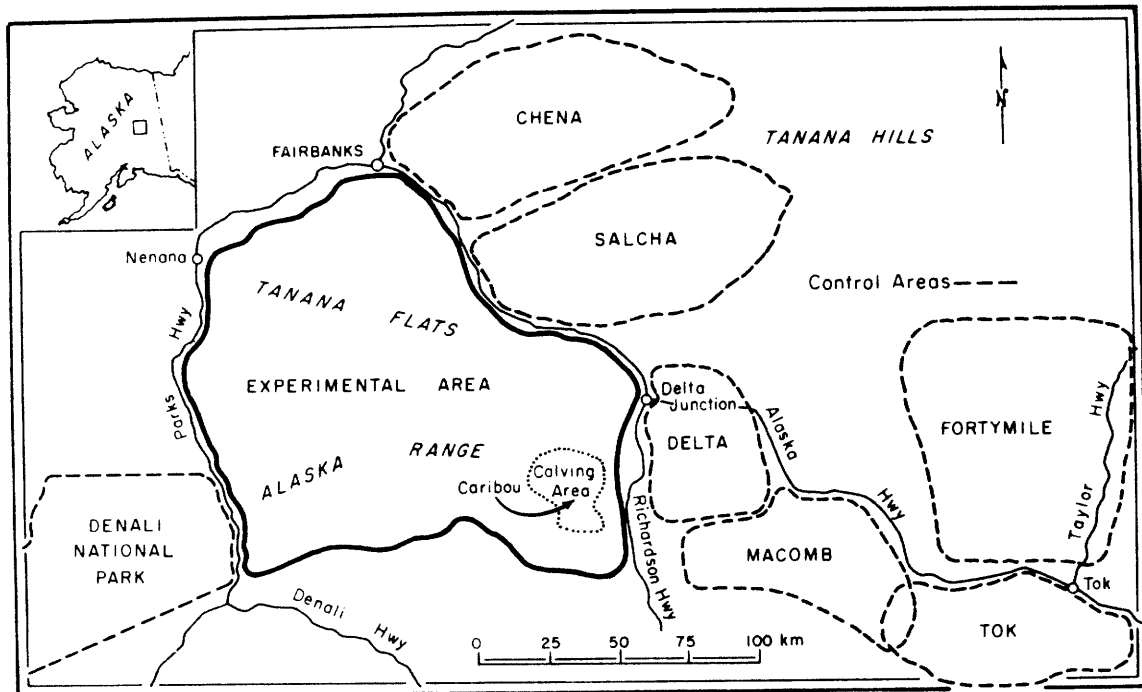 ALASKA
N
CHENA
TANANA HILLS
FAIRBANKS
SALCHA
Nenana
Control Areas
TANANA FLATS
Parks Hwy
EXPERIMENTAL AREA
Delta
Junction
Alaska Hwy
DELTA
FORTYMILE
Taylor Hwy
ALASKA RANGE
Calving
Area
Caribou
Richardson Hwy
DENALI
NATIONAL
PARK
MACOMB
Denali Hwy
Tok
TOK
0 25 50 75 100 km